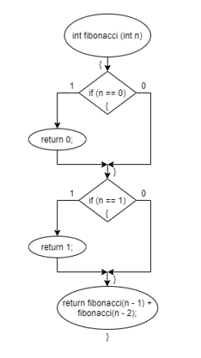 int fibonacci (int n)
{
1
0
if (n == 0)
{
return 0;
}
1
0
if (n == 1)
{
return 1;
}
return fibonacci(n - 1) +
fibonacci(n - 2);
}